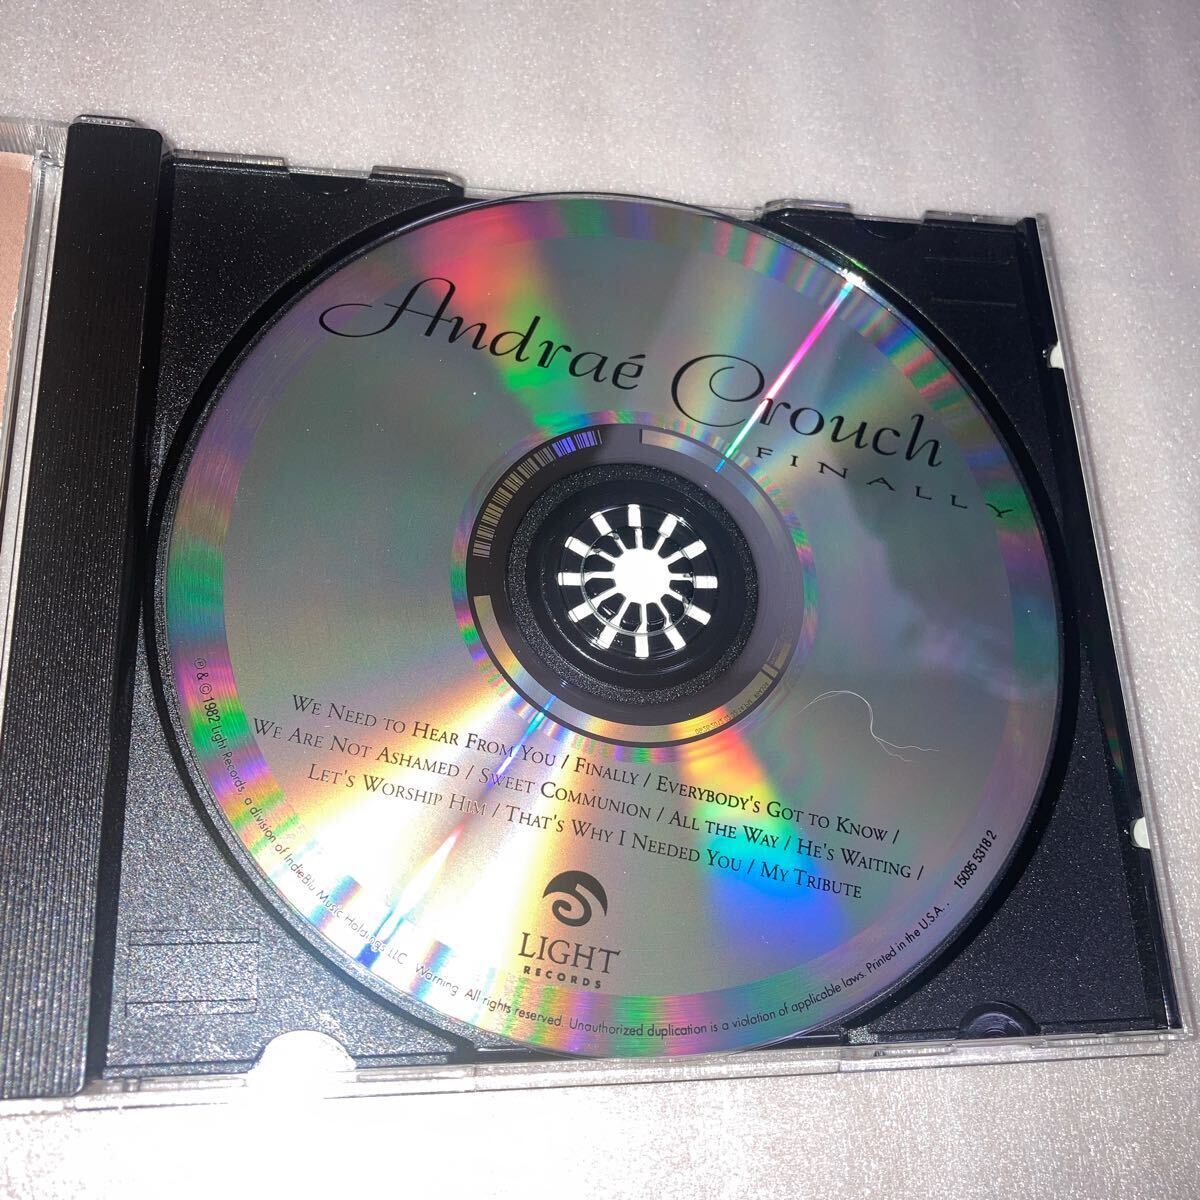 Andraé Crouch
FINALLY
WE NEED TO HEAR FROM YOU / FINALLY / EVERYBODY'S GOT TO KNOW /
WE ARE NOT ASHAMED / SWEET COMMUNION / ALL THE WAY / HE'S WAITING /
LET'S WORSHIP HIM / THAT'S WHY I NEEDED YOU / MY TRIBUTE
LIGHT
RECORDS
℗ & © 1982 Light Records, a division of IndieBlu Music Holdings LLC. Warning. All rights reserved. Unauthorized duplication is a violation of applicable laws. Printed in the U.S.A. . 15095 5318 2